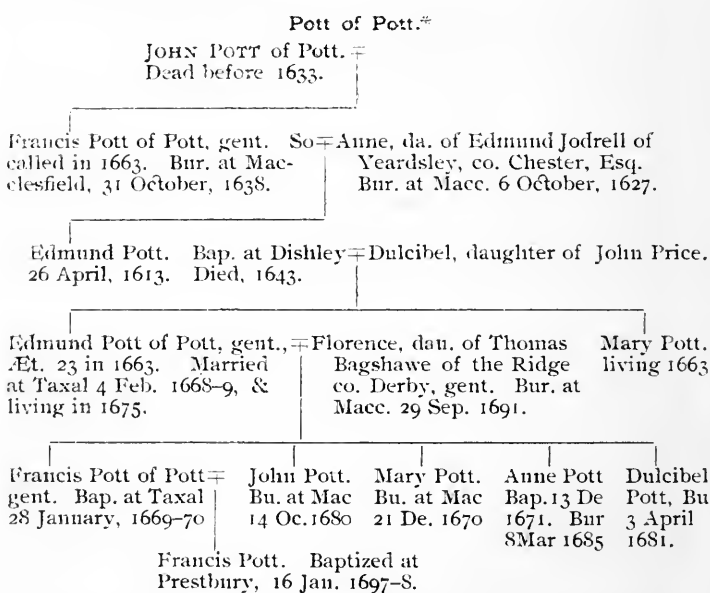 Pott of Pott.*
JOHN POTT of Pott. =
Dead before 1633.
Francis Pott of Pott, gent. So = Anne, da. of Edmund Jodrell of
called in 1663. Bur. at Mac- Yeardsley, co. Chester, Esq.
clesfield, 31 October, 1638. Bur. at Macc. 6 October, 1627.
Edmund Pott. Bap. at Dishley = Dulcibel, daughter of John Price.
26 April, 1613. Died, 1643.
Edmund Pott of Pott, gent., = Florence, dau. of Thomas Mary Pott.
Æt. 23 in 1663. Married Bagshawe of the Ridge living 1663
at Taxal 4 Feb. 1668-9, & co. Derby, gent. Bur. at
living in 1675. Macc. 29 Sep. 1691.
Francis Pott of Pott = John Pott. Mary Pott. Anne Pott Dulcibel
gent. Bap. at Taxal Bu. at Mac Bu. at Mac Bap. 13 De Pott, Bu
28 January, 1669-70 14 Oc. 1680 21 De. 1670 1671. Bur 3 April
8Mar 1685 1681.
Francis Pott. Baptized at
Prestbury, 16 Jan. 1697-8.